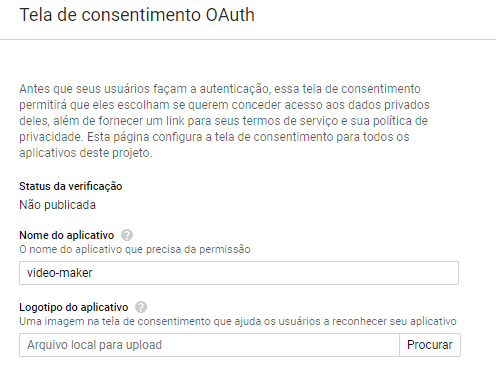 Tela de consentimento OAuth
Antes que seus usuários façam a autenticação, essa tela de consentimento
permitirá que eles escolham se querem conceder acesso aos dados privados
deles, além de fornecer um link para seus termos de serviço e sua política de
privacidade. Esta página configura a tela de consentimento para todos os
aplicativos deste projeto.
Status da verificação
Não publicada
Nome do aplicativo ?
O nome do aplicativo que precisa da permissão
video-maker
Logotipo do aplicativo ?
Uma imagem na tela de consentimento que ajuda os usuários a reconhecer seu aplicativo
Arquivo local para upload Procurar